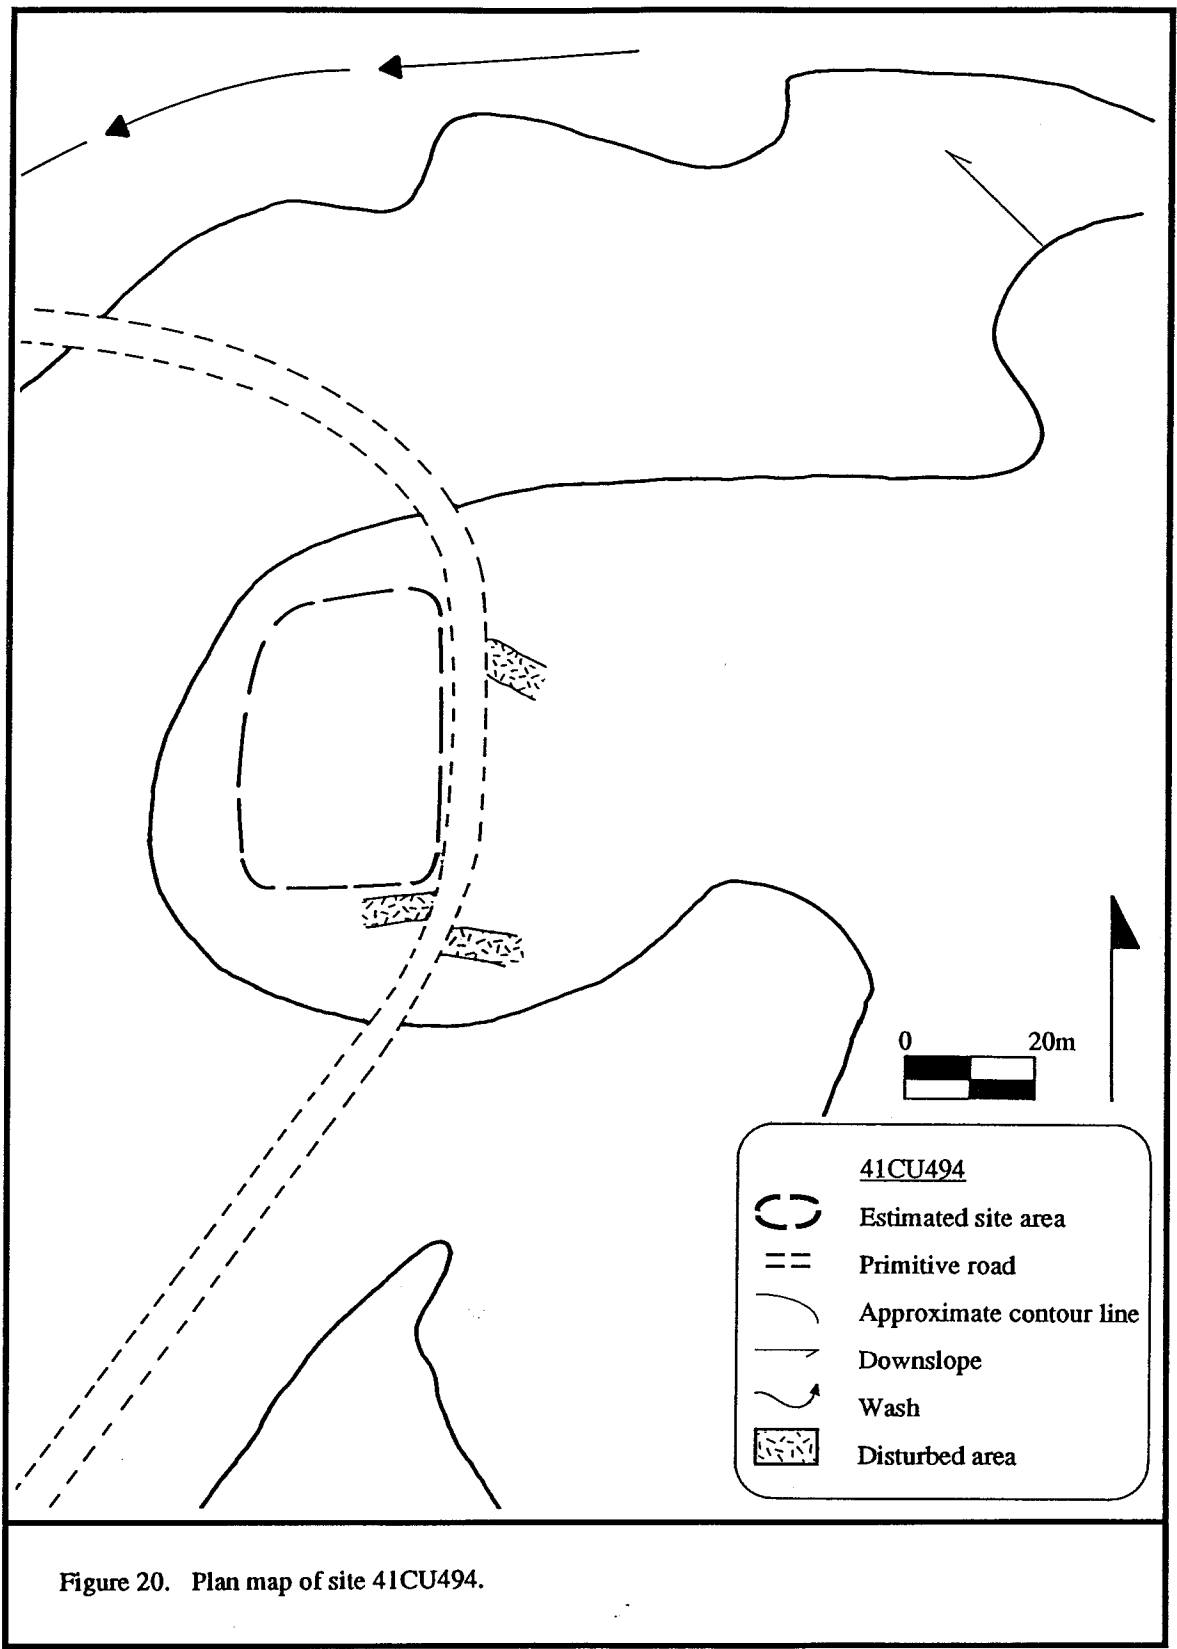 0 20m
41CU494
Estimated site area
Primitive road
Approximate contour line
Downslope
Wash
Disturbed area
Figure 20. Plan map of site 41CU494.